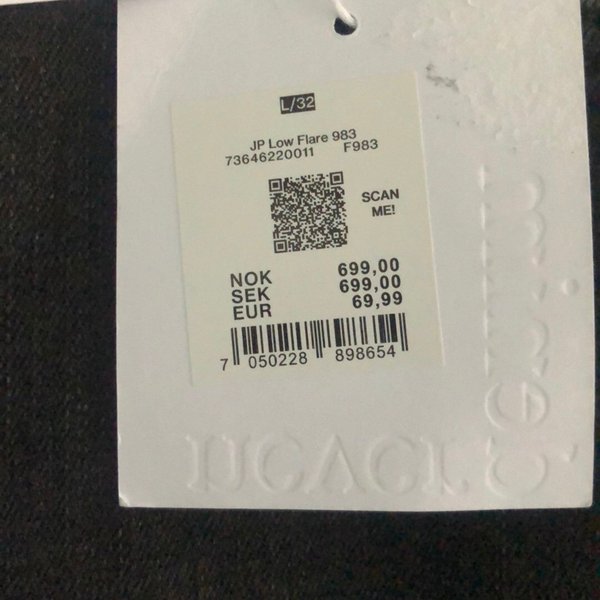 L/32
JP Low Flare 983
73646220011 F983
SCAN
ME!
NOK 699,00
SEK 699,00
EUR 69,99
7 050228 898654
never